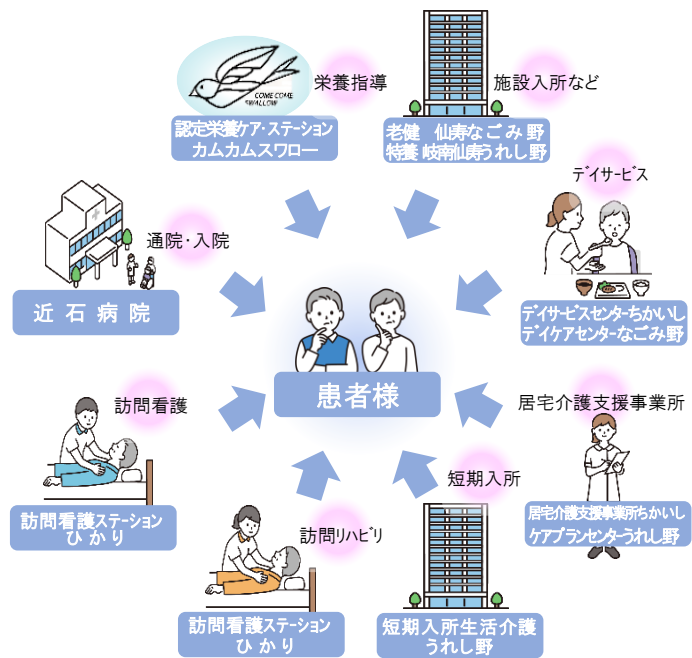 COME COME
SWALLOW
栄養指導
認定栄養ケア・ステーション
カムカムスワロー
施設入所など
老健 仙寿なごみ野
特養 岐南仙寿うれし野
デイサービス
デイサービスセンターちかいし
デイケアセンターなごみ野
通院・入院
近石病院
患者様
訪問看護
訪問看護ステーション
ひかり
居宅介護支援事業所
居宅介護支援事業所ちかいし
ケアプランセンターうれし野
訪問リハビリ
訪問看護ステーション
ひかり
短期入所
短期入所生活介護
うれし野